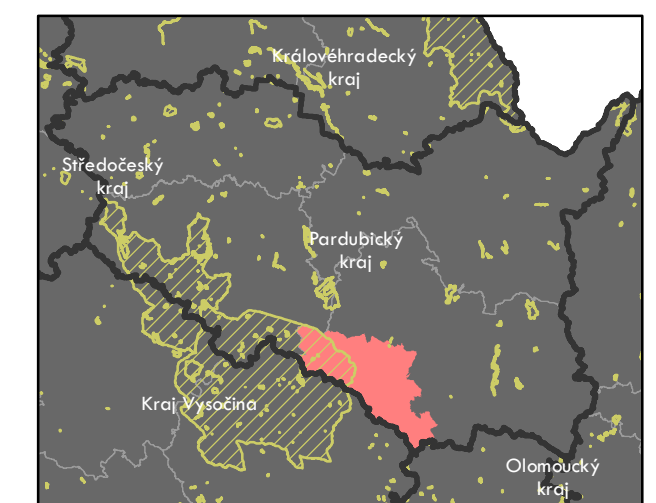 Královéhradecký
kraj
Středočeský
kraj
Pardubický
kraj
Kraj Vysočina
Olomoucký
kraj